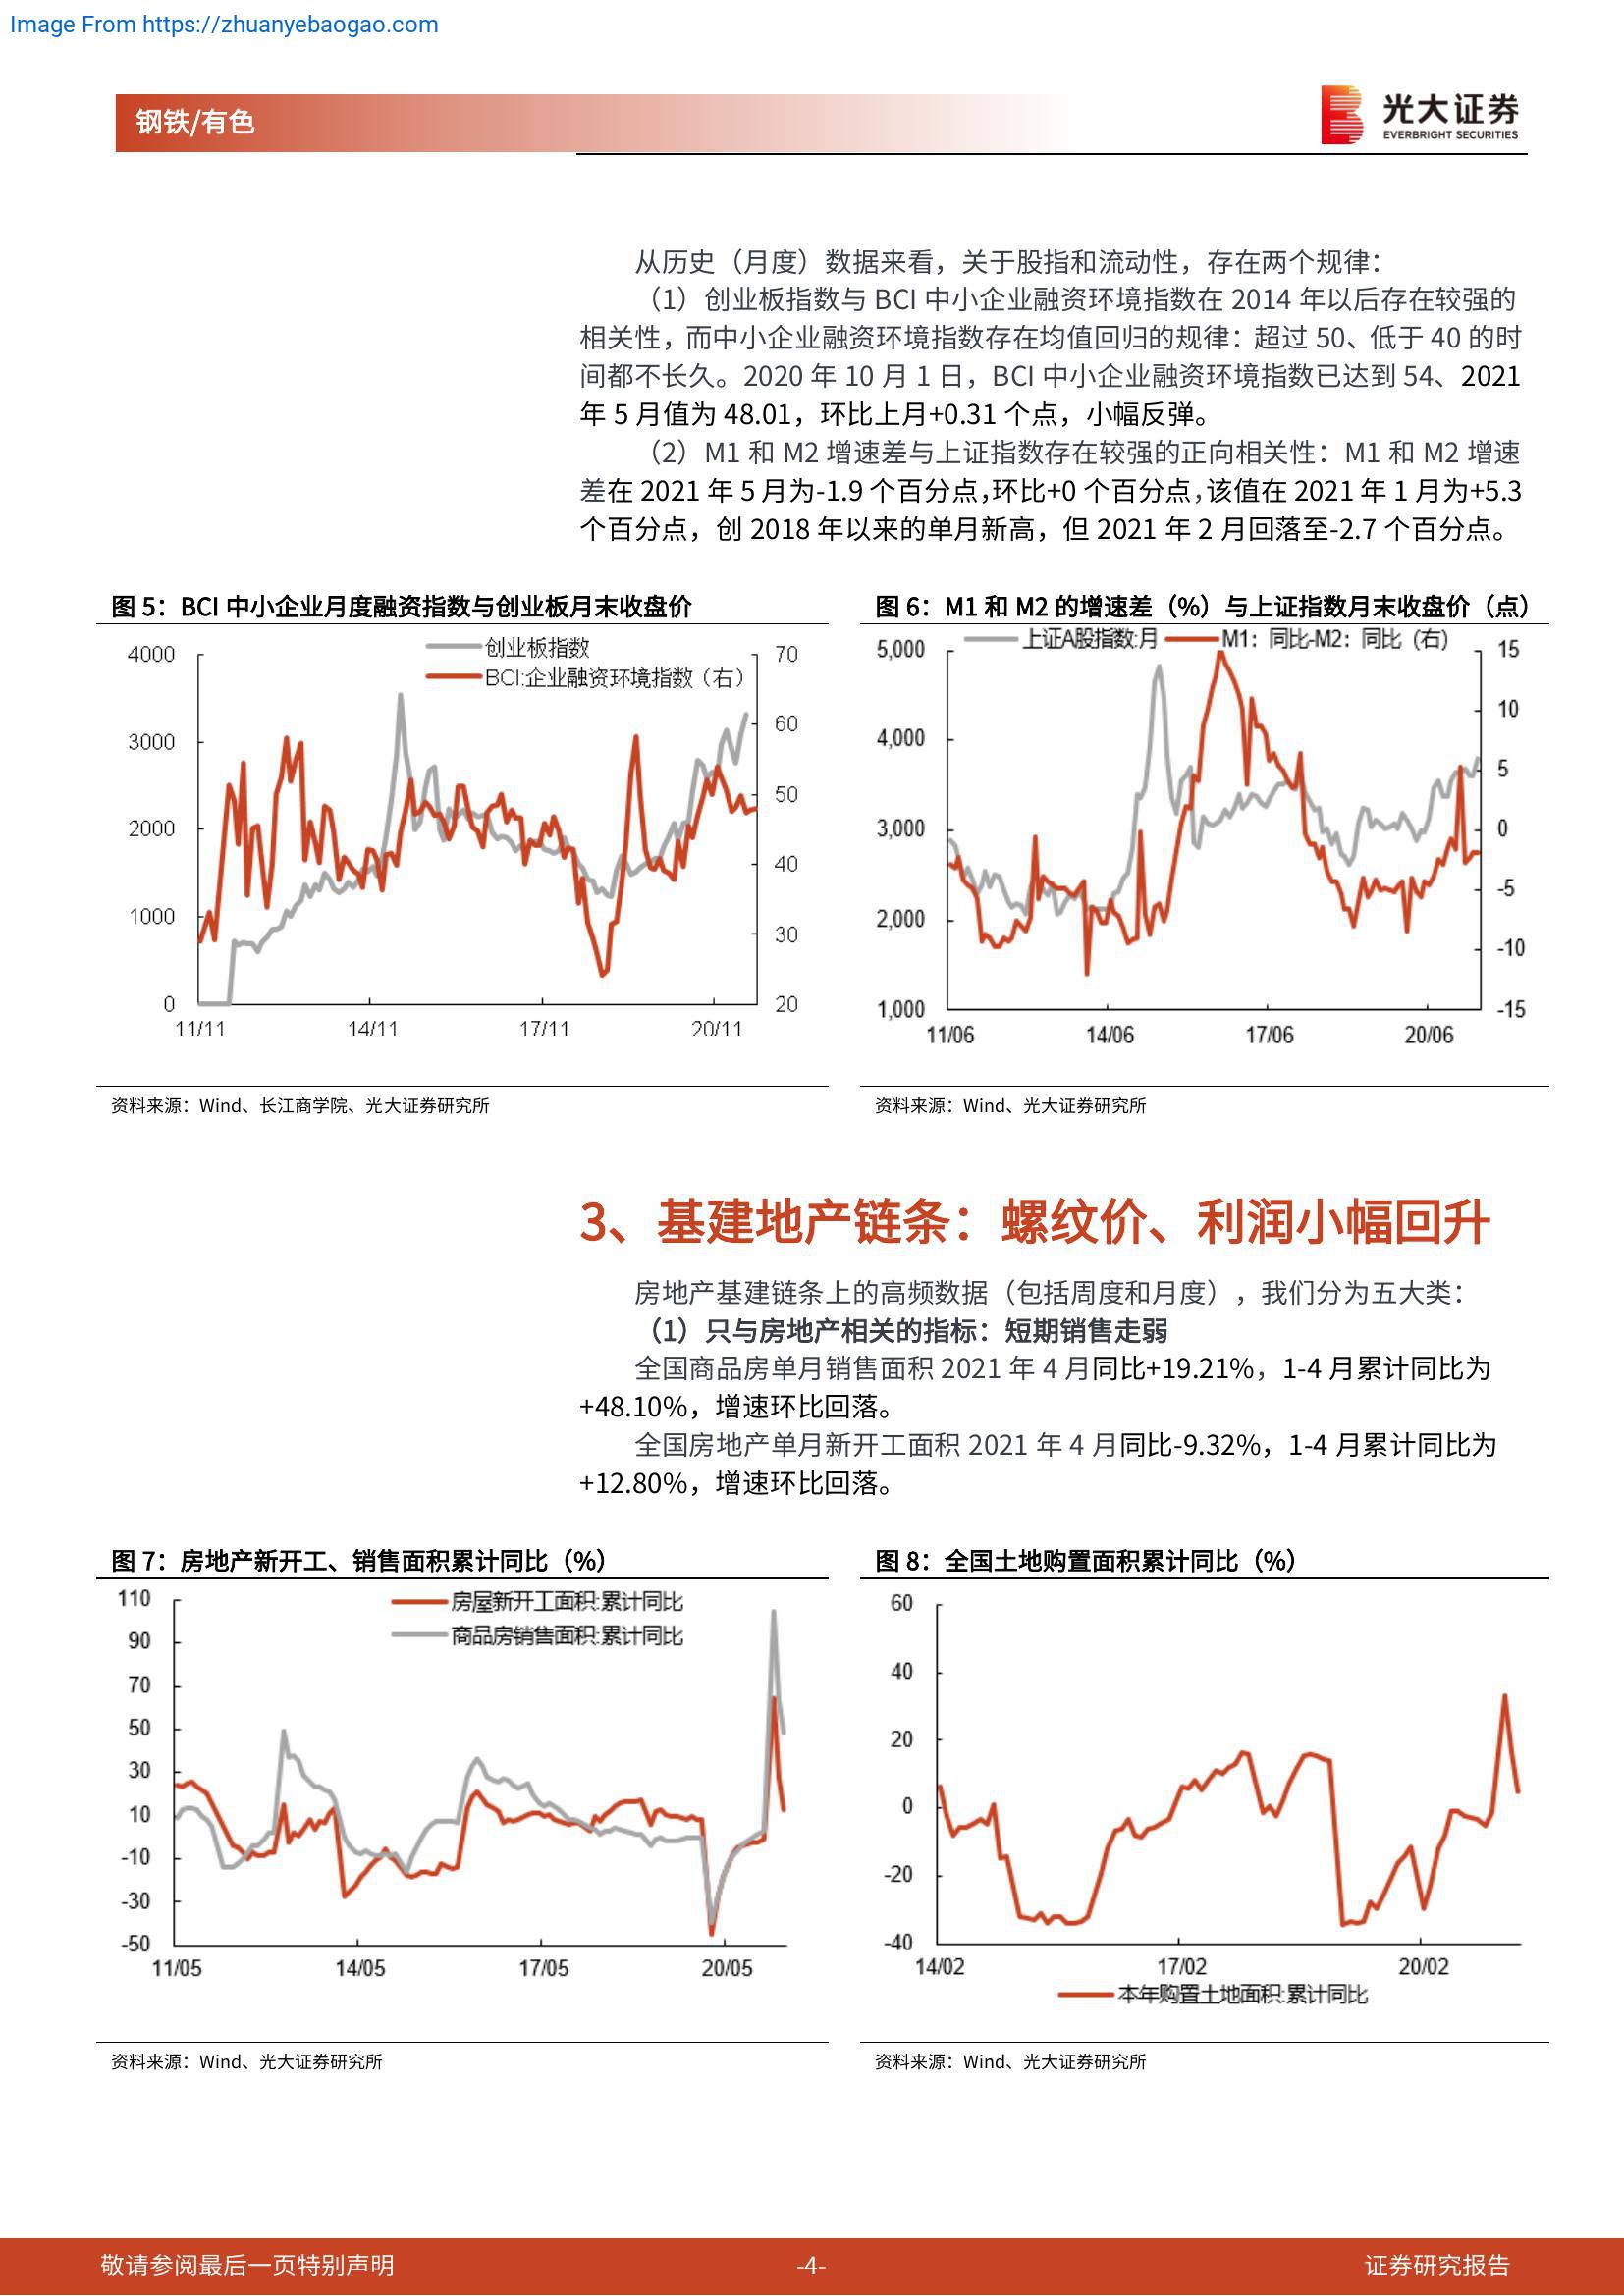 Image From https://zhuanyebaogao.com
钢铁/有色
光大证券
EVERBRIGHT SECURITIES
从历史（月度）数据来看，关于股指和流动性，存在两个规律：
（1）创业板指数与 BCI 中小企业融资环境指数在 2014 年以后存在较强的
相关性，而中小企业融资环境指数存在均值回归的规律：超过 50、低于 40 的时
间都不长久。2020 年 10 月 1 日，BCI 中小企业融资环境指数已达到 54、2021
年 5 月值为 48.01，环比上月+0.31 个点，小幅反弹。
（2）M1 和 M2 增速差与上证指数存在较强的正向相关性：M1 和 M2 增速
差在 2021 年 5 月为-1.9 个百分点，环比+0 个百分点，该值在 2021 年 1 月为+5.3
个百分点，创 2018 年以来的单月新高，但 2021 年 2 月回落至-2.7 个百分点。
图 5：BCI 中小企业月度融资指数与创业板月末收盘价
创业板指数
BCI:企业融资环境指数（右）
4000
3000
2000
1000
0
70
60
50
40
30
20
11/11
14/11
17/11
20/11
资料来源：Wind、长江商学院、光大证券研究所
图 6：M1 和 M2 的增速差（%）与上证指数月末收盘价（点）
上证A股指数:月
M1：同比-M2：同比（右）
5,000
4,000
3,000
2,000
1,000
15
10
5
0
-5
-10
-15
11/06
14/06
17/06
20/06
资料来源：Wind、光大证券研究所
3、基建地产链条：螺纹价、利润小幅回升
房地产基建链条上的高频数据（包括周度和月度），我们分为五大类：
（1）只与房地产相关的指标：短期销售走弱
全国商品房单月销售面积 2021 年 4 月同比+19.21%，1-4 月累计同比为
+48.10%，增速环比回落。
全国房地产单月新开工面积 2021 年 4 月同比-9.32%，1-4 月累计同比为
+12.80%，增速环比回落。
图 7：房地产新开工、销售面积累计同比（%）
房屋新开工面积:累计同比
商品房销售面积:累计同比
110
90
70
50
30
10
-10
-30
-50
11/05
14/05
17/05
20/05
资料来源：Wind、光大证券研究所
图 8：全国土地购置面积累计同比（%）
60
40
20
0
-20
-40
14/02
17/02
20/02
本年购置土地面积:累计同比
资料来源：Wind、光大证券研究所
敬请参阅最后一页特别声明
-4-
证券研究报告